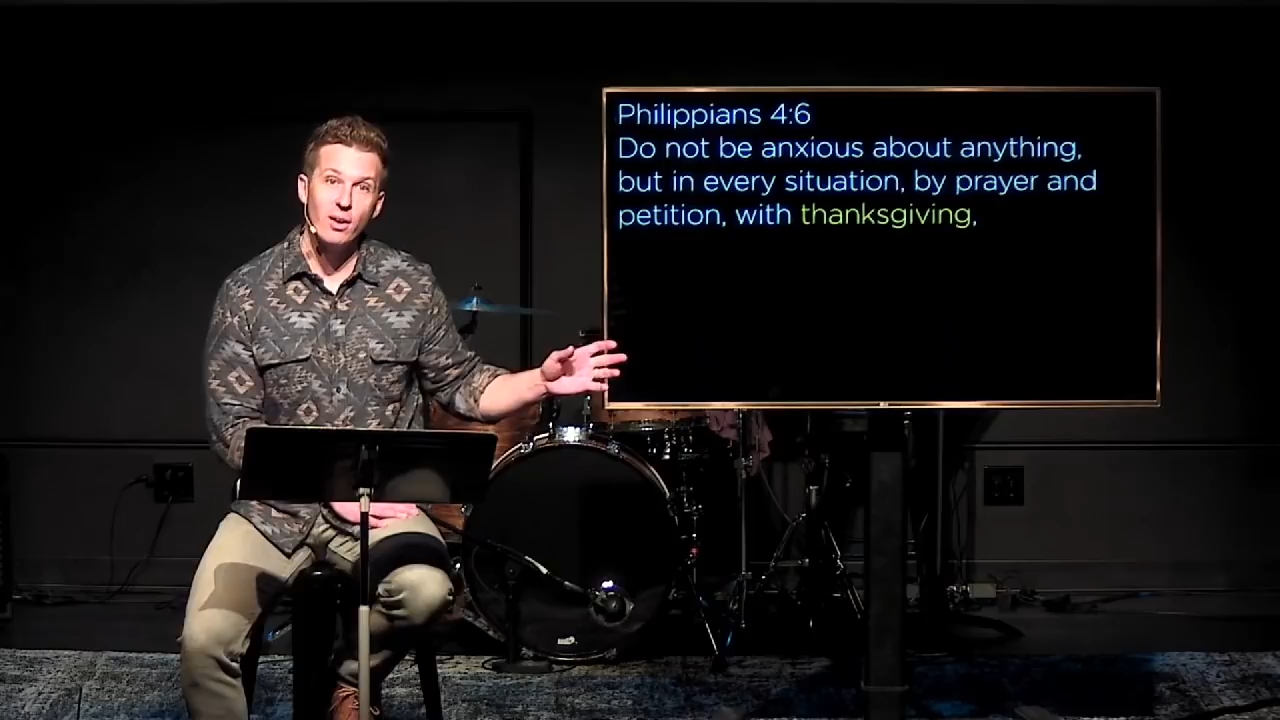 Philippians 4:6
Do not be anxious about anything,
but in every situation, by prayer and
petition, with thanksgiving,